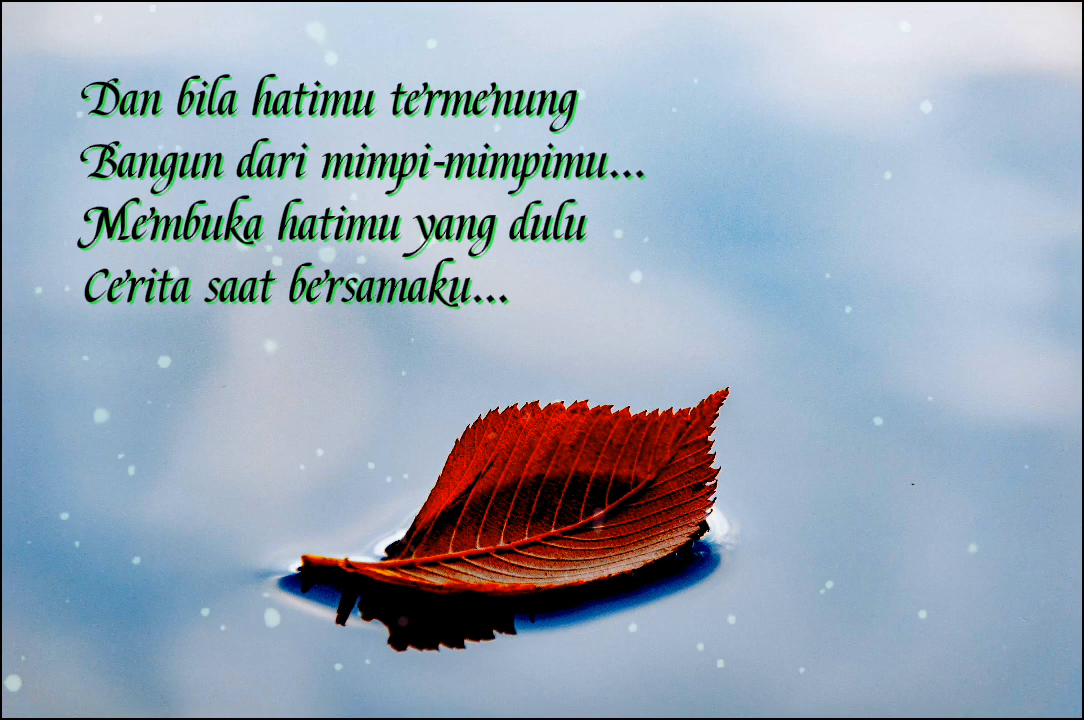 Dan bila hatimu termenung
Bangun dari mimpi-mimpimu...
Membuka hatimu yang dulu
Cerita saat bersamaku...